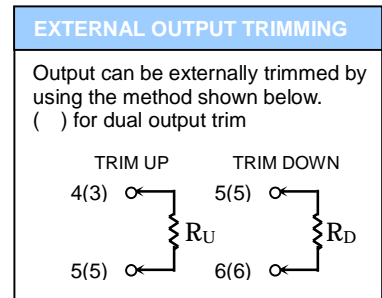 EXTERNAL OUTPUT TRIMMING
Output can be externally trimmed by
using the method shown below.
( ) for dual output trim
TRIM UP TRIM DOWN
4(3) 5(5)
RU RD
5(5) 6(6)